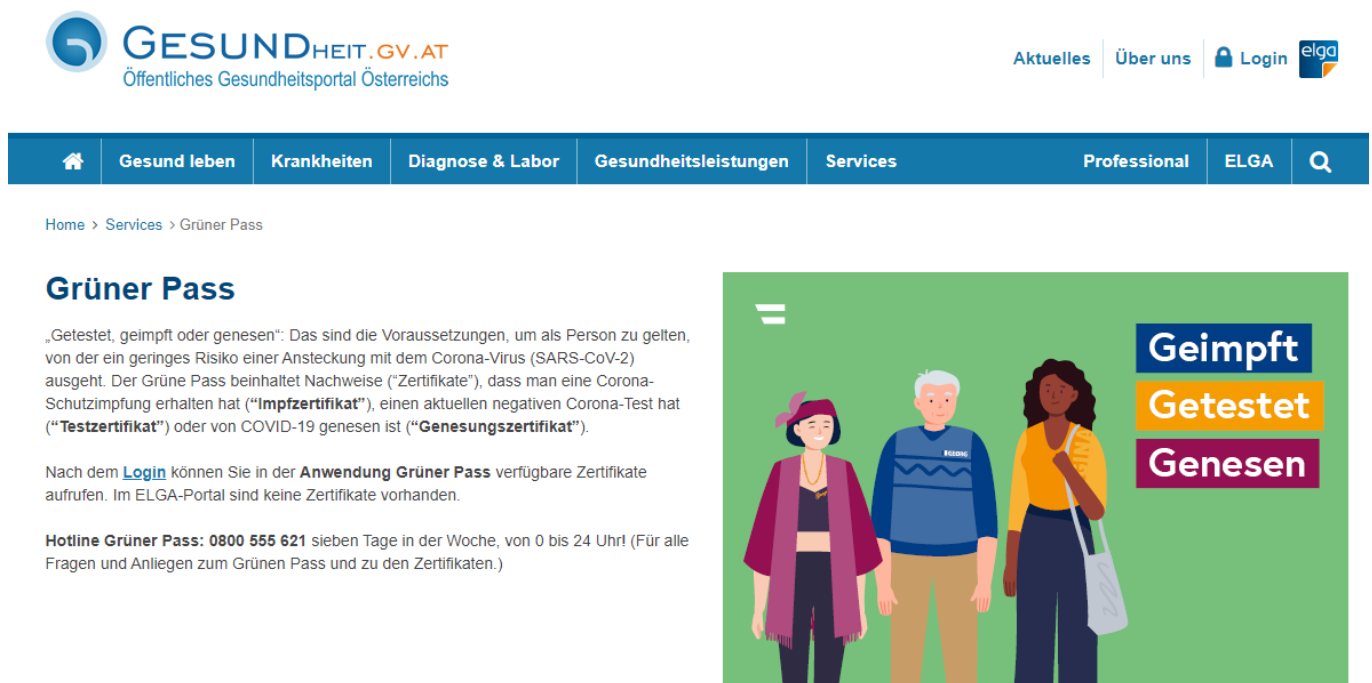 GESUNDHEIT.GV.AT
Öffentliches Gesundheitsportal Österreichs
Aktuelles
Über uns
Login
elga
Gesund leben
Krankheiten
Diagnose & Labor
Gesundheitsleistungen
Services
Professional
ELGA
Home > Services > Grüner Pass
Grüner Pass
„Getestet, geimpft oder genesen“: Das sind die Voraussetzungen, um als Person zu gelten,
von der ein geringes Risiko einer Ansteckung mit dem Corona-Virus (SARS-CoV-2)
ausgeht. Der Grüne Pass beinhaltet Nachweise (“Zertifikate”), dass man eine Corona-
Schutzimpfung erhalten hat (“Impfzertifikat”), einen aktuellen negativen Corona-Test hat
(“Testzertifikat”) oder von COVID-19 genesen ist (“Genesungszertifikat”).
Nach dem Login können Sie in der Anwendung Grüner Pass verfügbare Zertifikate
aufrufen. Im ELGA-Portal sind keine Zertifikate vorhanden.
Hotline Grüner Pass: 0800 555 621 sieben Tage in der Woche, von 0 bis 24 Uhr! (Für alle
Fragen und Anliegen zum Grünen Pass und zu den Zertifikaten.)
Geimpft
Getestet
Genesen
GEORG
GINA